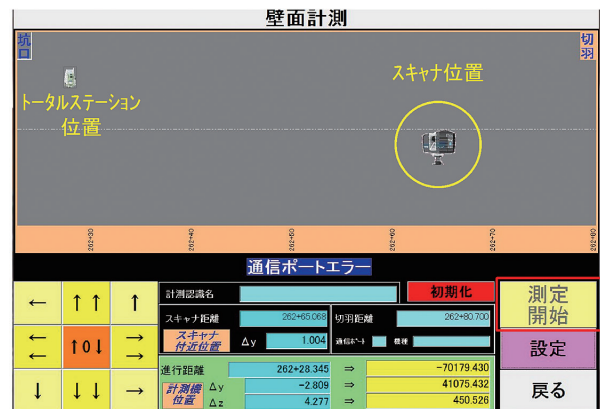 壁面計測
坑口
切羽
スキャナ位置
トータルステーション
位置
262+30
262+40
262+50
262+60
262+70
262+80
通信ポートエラー
← ↑↑ ↑
計測認識名
初期化
測定
開始
スキャナ距離 262+65.068 切羽距離 262+80.700
←← ↑0↓ →→
スキャナ
付近位置 Δy 1.004 通信ポート 機種
設定
進行距離 262+28.345 ⇒ -70179.430
↓ ↓↓ →
計測機
位置
Δy -2.809 ⇒ 41075.432
Δz 4.277 ⇒ 450.526
戻る